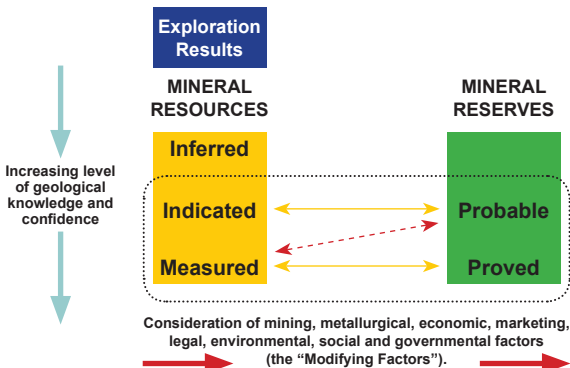 Exploration
Results
MINERAL
RESOURCES
MINERAL
RESERVES
Inferred
Increasing level
of geological
knowledge and
confidence
Indicated
Probable
Measured
Proved
Consideration of mining, metallurgical, economic, marketing,
legal, environmental, social and governmental factors
(the “Modifying Factors”).